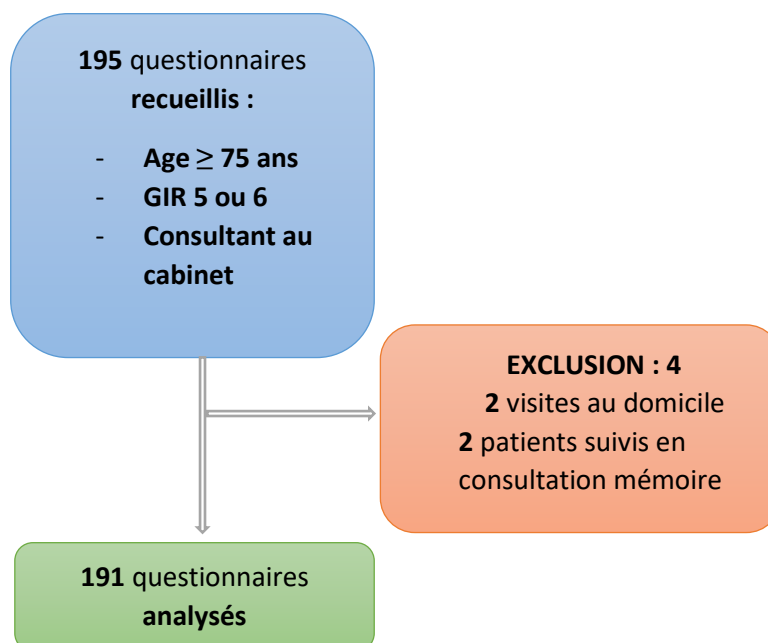 195 questionnaires
recueillis :
- Age ≥ 75 ans
- GIR 5 ou 6
- Consultant au
cabinet
EXCLUSION : 4
2 visites au domicile
2 patients suivis en
consultation mémoire
191 questionnaires
analysés